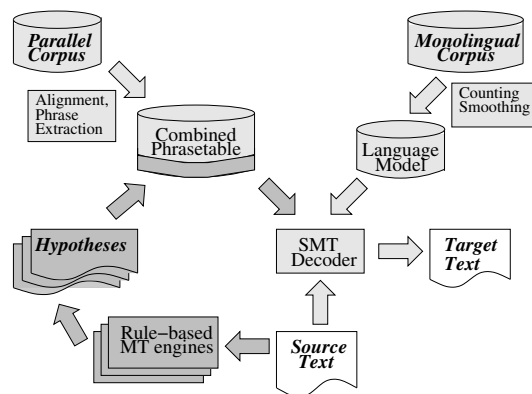 Parallel
Corpus
Monolingual
Corpus
Alignment,
Phrase
Extraction
Counting
Smoothing
Combined
Phrasetable
Language
Model
Hypotheses
SMT
Decoder
Target
Text
Rule−based
MT engines
Source
Text